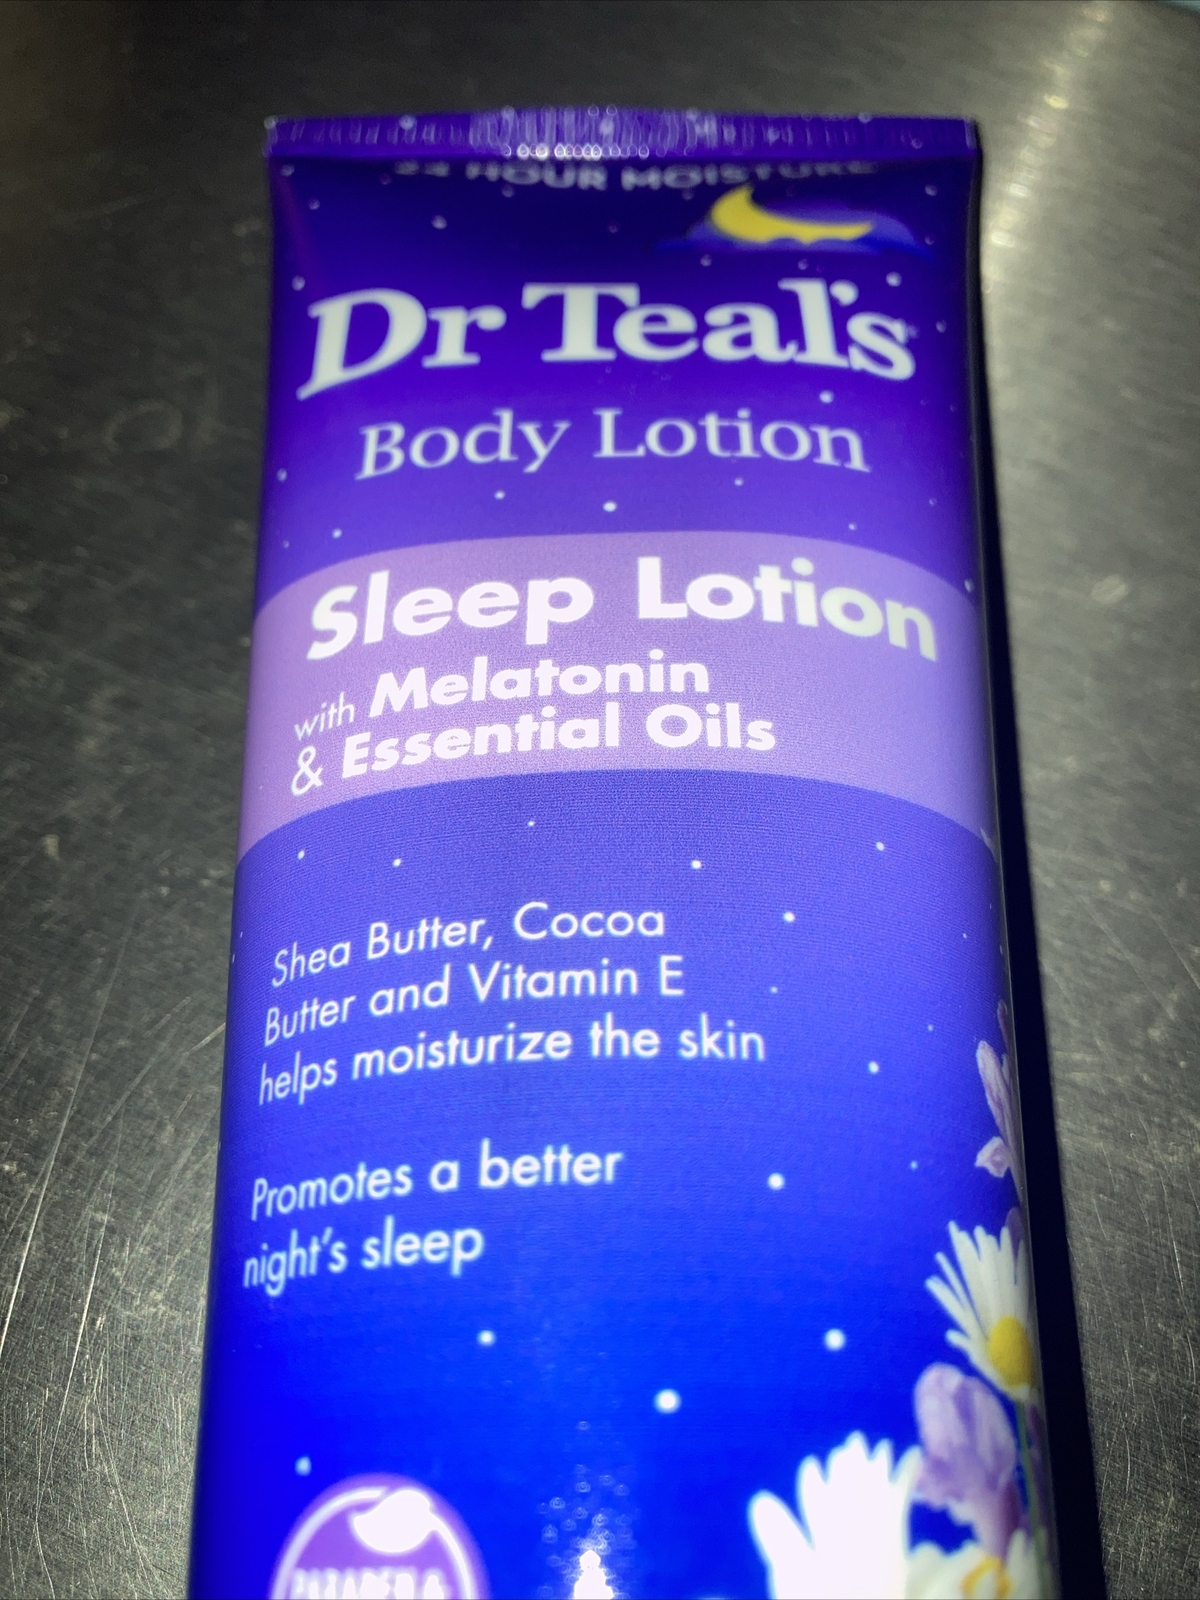 24 HOUR MOISTURE
Dr Teal's
Body Lotion
Sleep Lotion
with Melatonin
& Essential Oils
Shea Butter, Cocoa
Butter and Vitamin E
helps moisturize the skin
Promotes a better
night's sleep